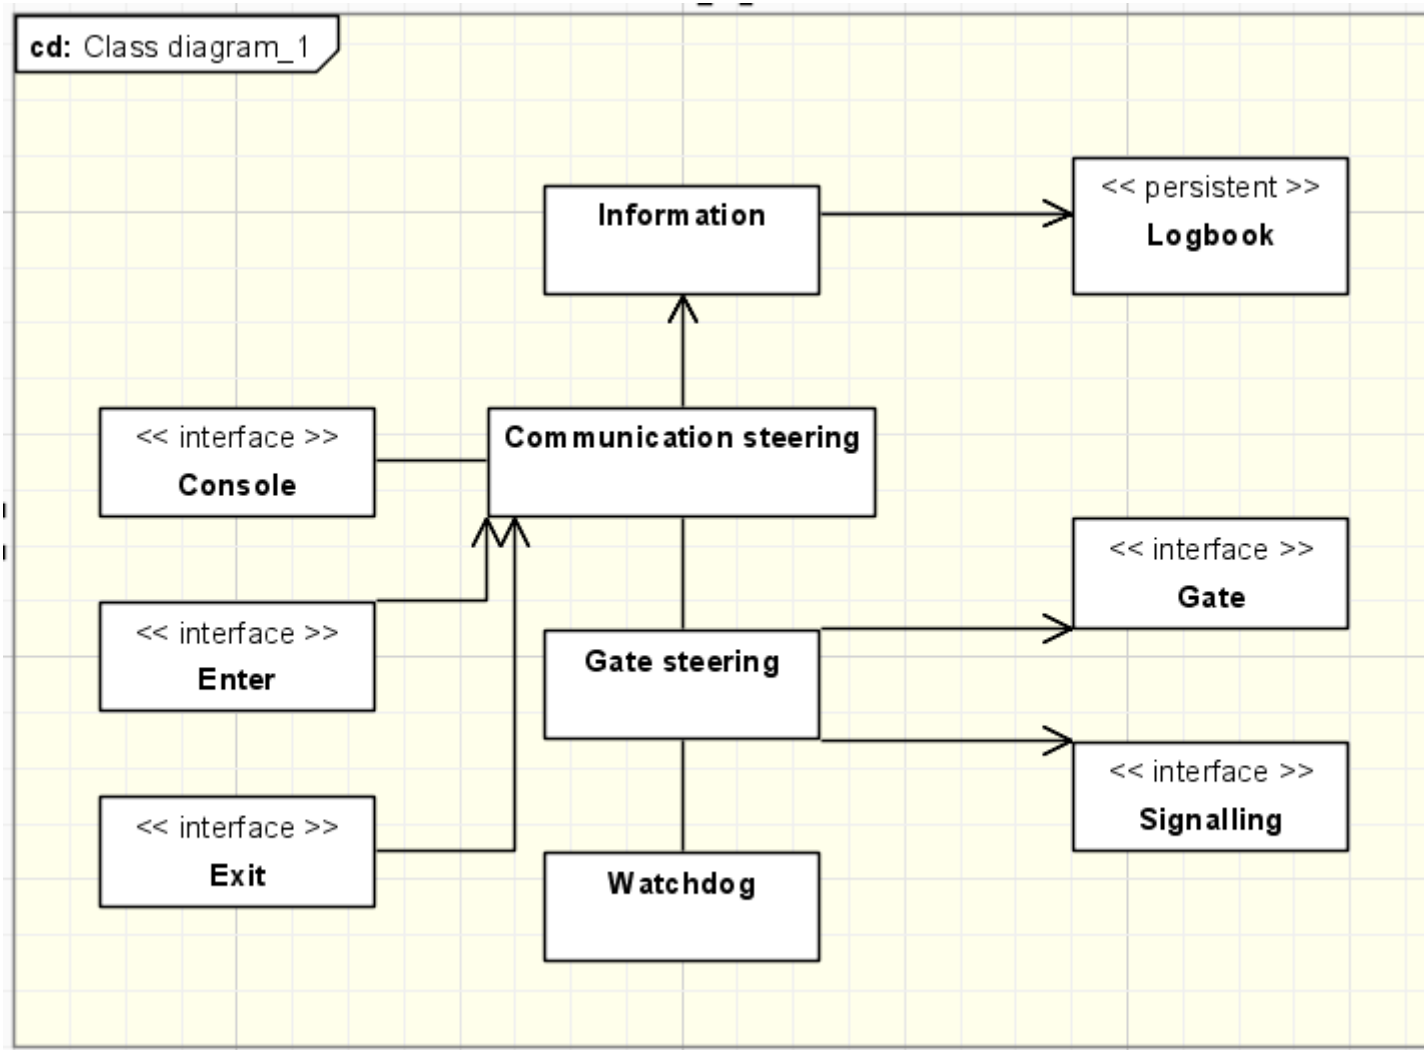 cd: Class diagram_1
Information
<< persistent >>
Logbook
<< interface >>
Console
Communication steering
<< interface >>
Gate
<< interface >>
Enter
Gate steering
<< interface >>
Signalling
<< interface >>
Exit
Watchdog